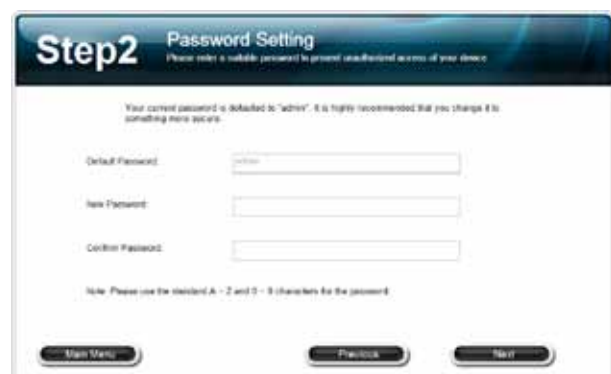 Step2
Password Setting
Please enter a suitable password to prevent unauthorized access of your device
Your current password is defaulted to "admin". It is highly recommended that you change it to
something more secure.
Default Password:
New Password:
Confirm Password:
Note: Please use the standard A ~ Z and 0 ~ 9 characters for the password.
Main Menu
Previous
Next